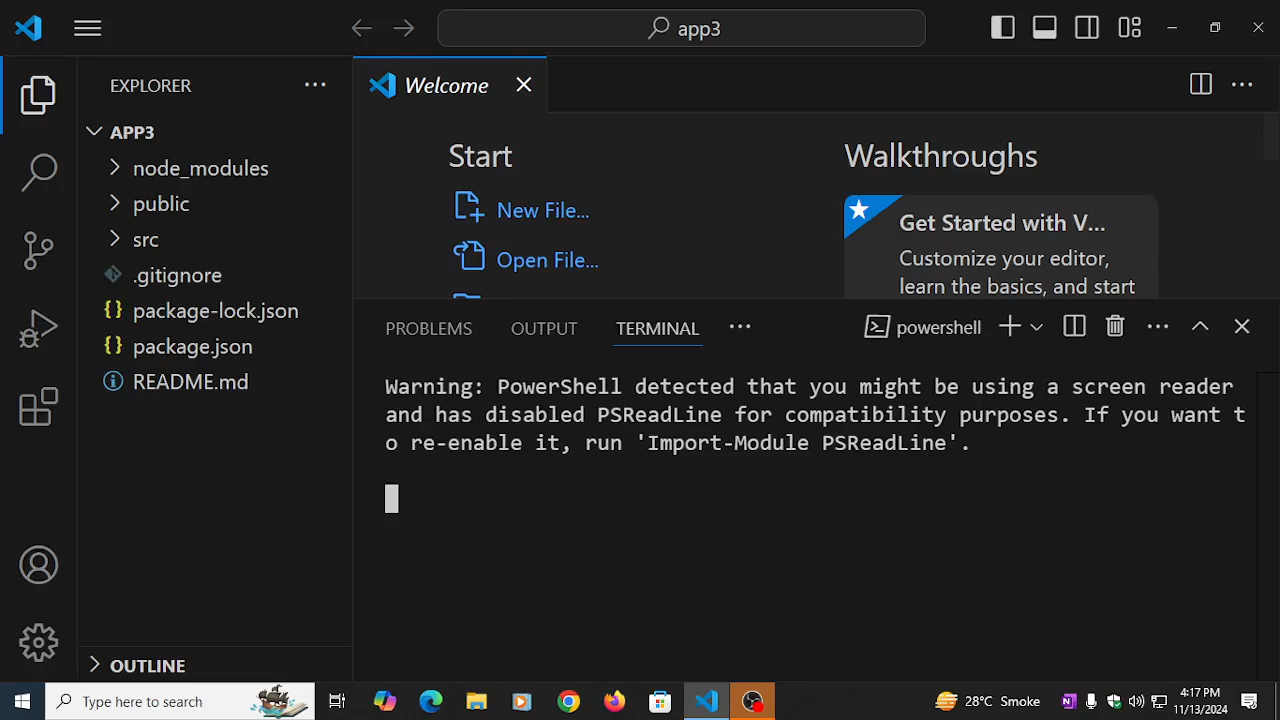 app3
EXPLORER
APP3
node_modules
public
src
.gitignore
package-lock.json
package.json
README.md
OUTLINE
Welcome
Start
New File...
Open File...
Walkthroughs
Get Started with V...
Customize your editor,
learn the basics, and start
PROBLEMS OUTPUT TERMINAL
powershell
Warning: PowerShell detected that you might be using a screen reader
and has disabled PSReadLine for compatibility purposes. If you want t
o re-enable it, run 'Import-Module PSReadLine'.
Type here to search
28°C Smoke
4:17 PM
11/13/2024